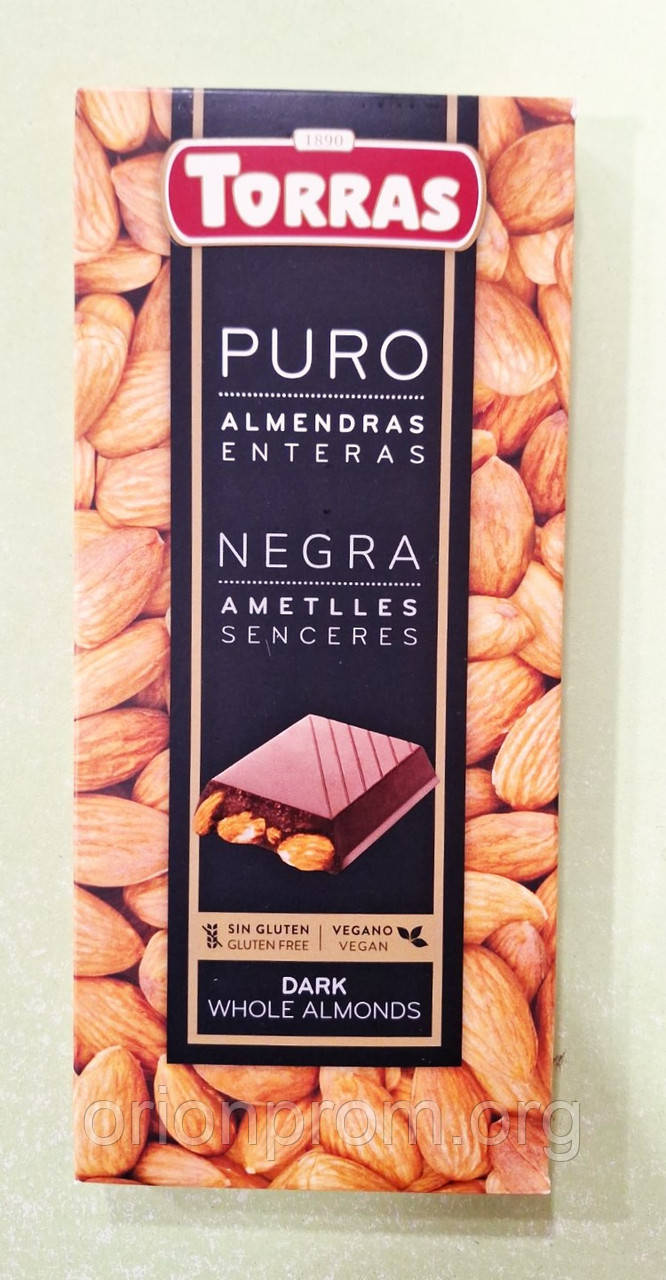 1890
TORRAS
PURO
ALMENDRAS
ENTERAS
NEGRA
AMETLLES
SENCERES
SIN GLUTEN | VEGANO
GLUTEN FREE | VEGAN
DARK
WHOLE ALMONDS
orionprom.org